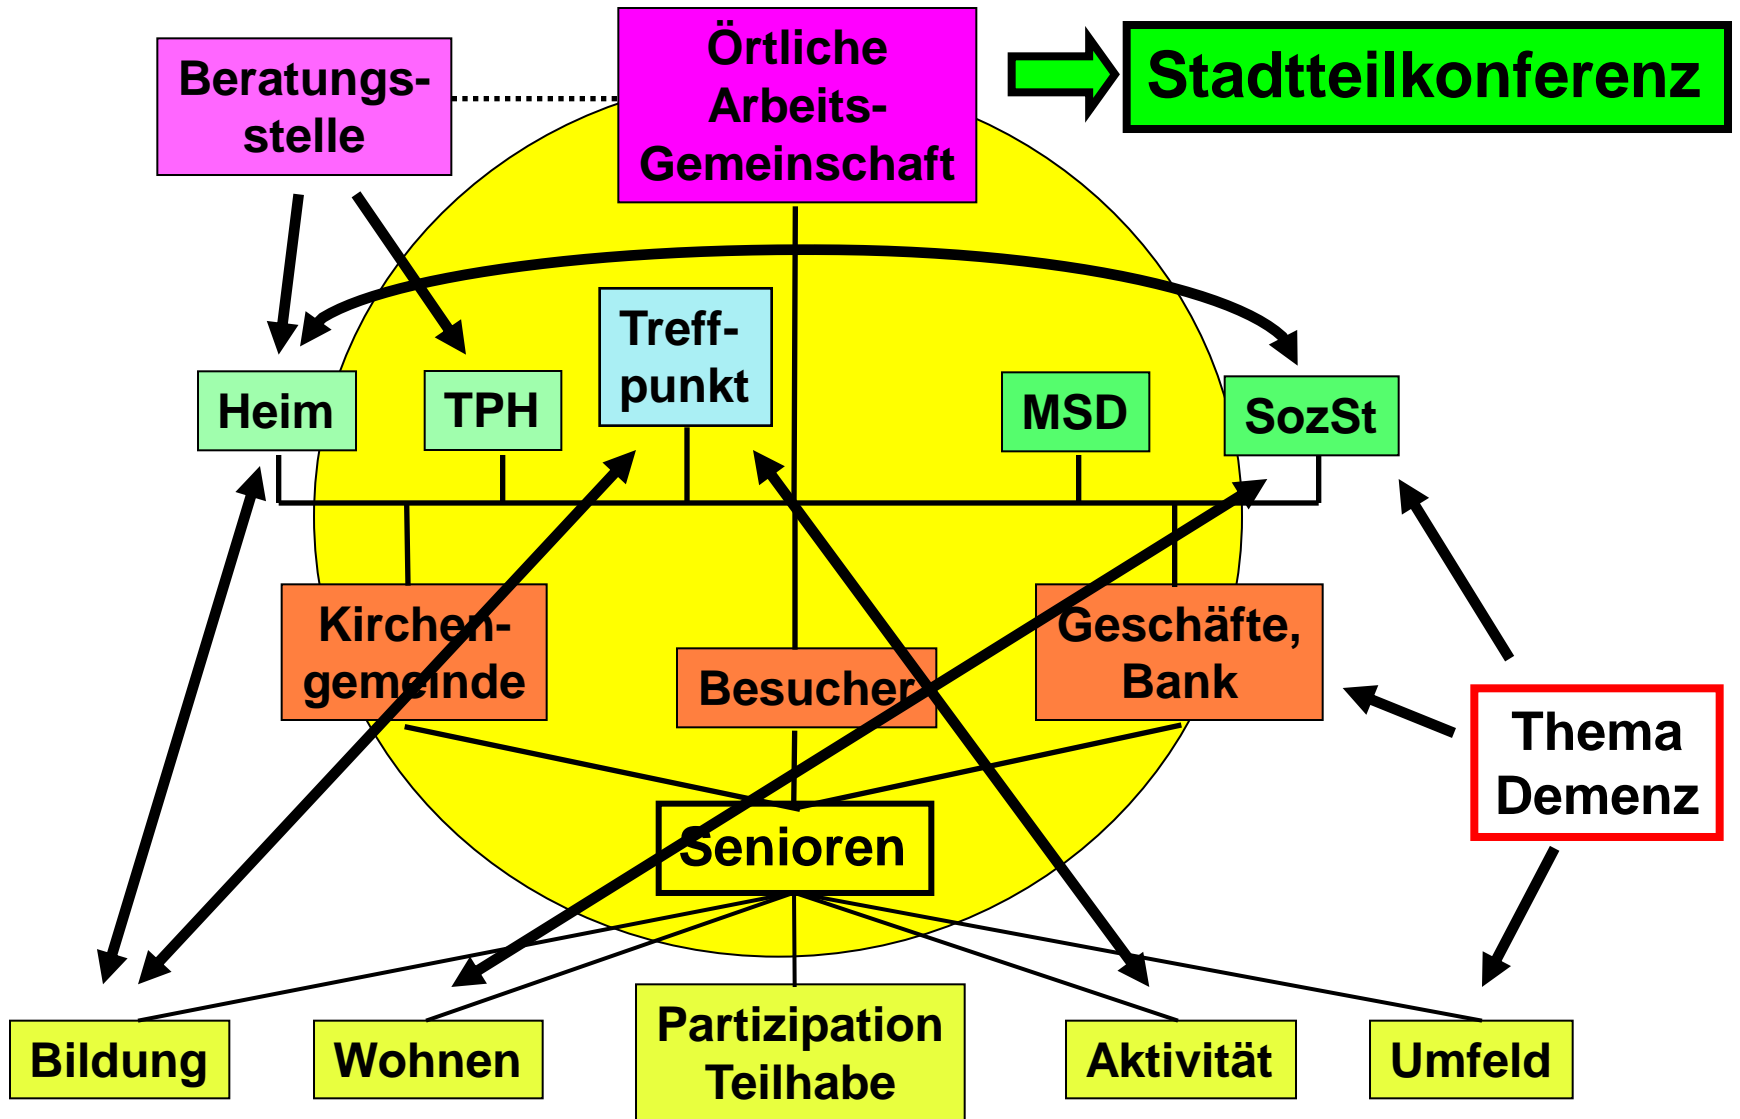 Beratungs-
stelle
Örtliche
Arbeits-
Gemeinschaft
Stadtteilkonferenz
Heim
TPH
Treff-
punkt
MSD
SozSt
Kirchen-
gemeinde
Besucher
Geschäfte,
Bank
Thema
Demenz
Senioren
Bildung
Wohnen
Partizipation
Teilhabe
Aktivität
Umfeld